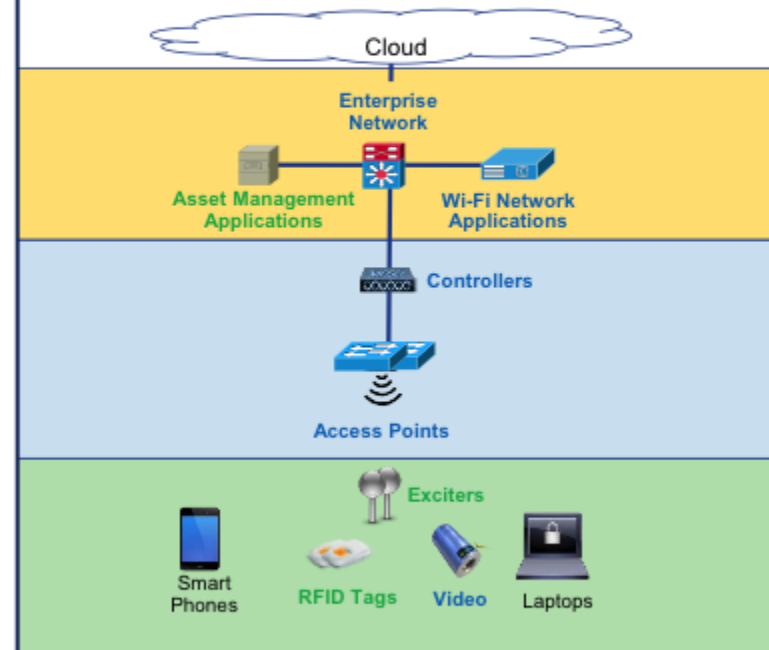 Cloud
Enterprise
Network
Asset Management
Applications
Wi-Fi Network
Applications
Controllers
Access Points
Exciters
Smart
Phones
RFID Tags
Video
Laptops